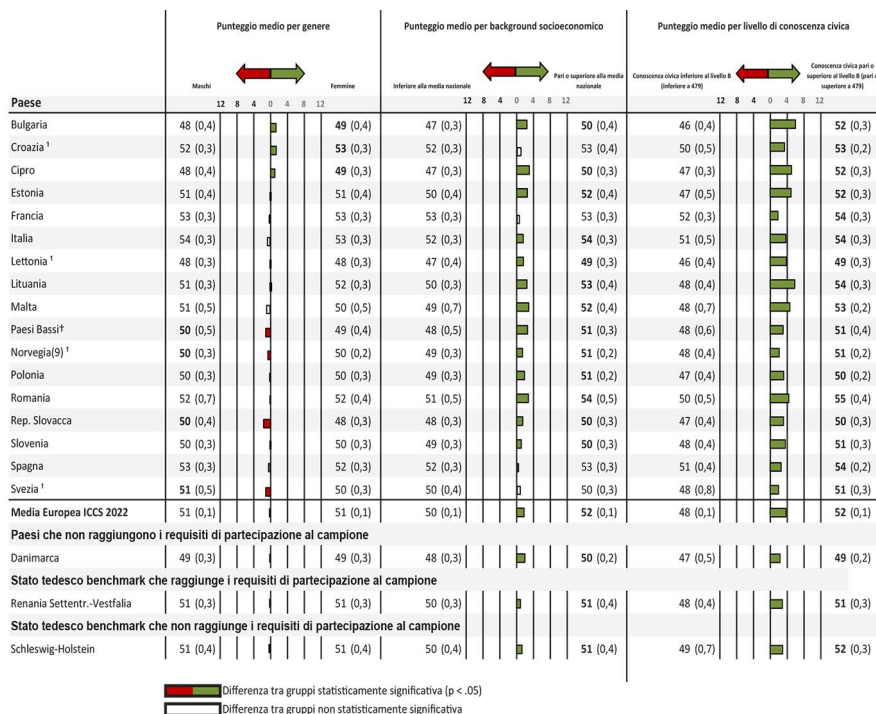 Punteggio medio per genere Punteggio medio per background socioeconomico Punteggio medio per livello di conoscenza civica
Maschi Femmine Inferiore alla media nazionale Pari o superiore alla media nazionale Conoscenza civica inferiore al livello B (inferiore a 479) Conoscenza civica pari o superiore al livello B (pari o superiore a 479)
Paese 12 8 4 0 4 8 12 12 8 4 0 4 8 12 12 8 4 0 4 8 12
Bulgaria 48 (0,4) 49 (0,4) 47 (0,3) 50 (0,4) 46 (0,4) 52 (0,3)
Croazia ¹ 52 (0,3) 53 (0,3) 52 (0,3) 53 (0,4) 50 (0,5) 53 (0,2)
Cipro 48 (0,4) 49 (0,3) 47 (0,3) 50 (0,3) 47 (0,3) 52 (0,3)
Estonia 51 (0,4) 51 (0,4) 50 (0,4) 52 (0,4) 47 (0,5) 52 (0,3)
Francia 53 (0,3) 53 (0,3) 53 (0,3) 53 (0,3) 52 (0,3) 54 (0,3)
Italia 54 (0,3) 53 (0,3) 52 (0,3) 54 (0,3) 51 (0,5) 54 (0,3)
Lettonia ¹ 48 (0,3) 48 (0,3) 47 (0,4) 49 (0,3) 46 (0,4) 49 (0,3)
Lituania 51 (0,3) 52 (0,3) 50 (0,3) 53 (0,4) 48 (0,4) 54 (0,3)
Malta 51 (0,5) 50 (0,5) 49 (0,7) 52 (0,4) 48 (0,7) 53 (0,2)
Paesi Bassi† 50 (0,5) 49 (0,4) 48 (0,5) 51 (0,3) 48 (0,6) 51 (0,4)
Norvegia(9) ¹ 50 (0,3) 50 (0,2) 49 (0,3) 51 (0,2) 48 (0,4) 51 (0,2)
Polonia 50 (0,3) 50 (0,3) 49 (0,3) 51 (0,2) 47 (0,4) 50 (0,2)
Romania 52 (0,7) 52 (0,4) 51 (0,5) 54 (0,5) 50 (0,5) 55 (0,4)
Rep. Slovacca 50 (0,4) 48 (0,3) 48 (0,3) 50 (0,3) 47 (0,4) 50 (0,3)
Slovenia 50 (0,3) 50 (0,3) 49 (0,3) 50 (0,3) 48 (0,4) 51 (0,3)
Spagna 53 (0,3) 52 (0,3) 52 (0,3) 53 (0,3) 51 (0,4) 54 (0,2)
Svezia ¹ 51 (0,5) 50 (0,3) 50 (0,4) 50 (0,3) 48 (0,8) 51 (0,3)
Media Europea ICCS 2022 51 (0,1) 51 (0,1) 50 (0,1) 52 (0,1) 48 (0,1) 52 (0,1)
Paesi che non raggiungono i requisiti di partecipazione al campione
Danimarca 49 (0,3) 49 (0,3) 48 (0,3) 50 (0,2) 47 (0,5) 49 (0,2)
Stato tedesco benchmark che raggiunge i requisiti di partecipazione al campione
Renania Settentr.-Vestfalia 51 (0,3) 51 (0,3) 50 (0,3) 51 (0,4) 48 (0,4) 51 (0,3)
Stato tedesco benchmark che non raggiunge i requisiti di partecipazione al campione
Schleswig-Holstein 51 (0,4) 51 (0,4) 50 (0,4) 51 (0,4) 49 (0,7) 52 (0,3)
Differenza tra gruppi statisticamente significativa (p < .05)
Differenza tra gruppi non statisticamente significativa